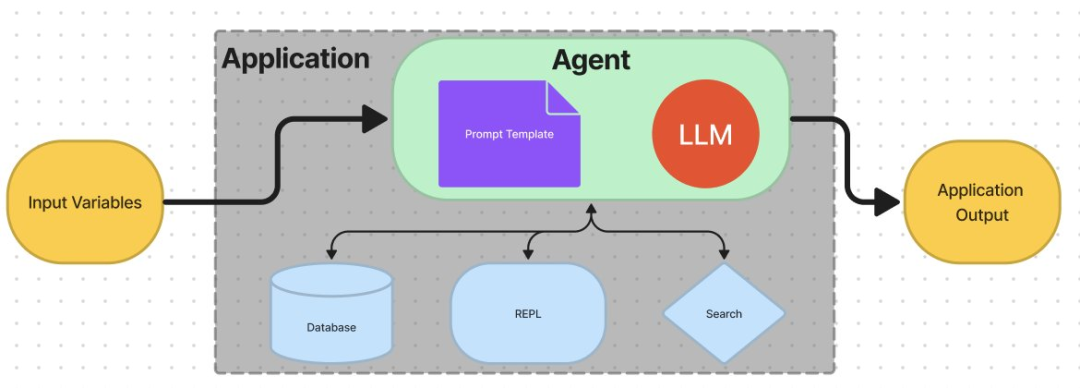 Application
Agent
Prompt Template
LLM
Input Variables
Application
Output
Database
REPL
Search